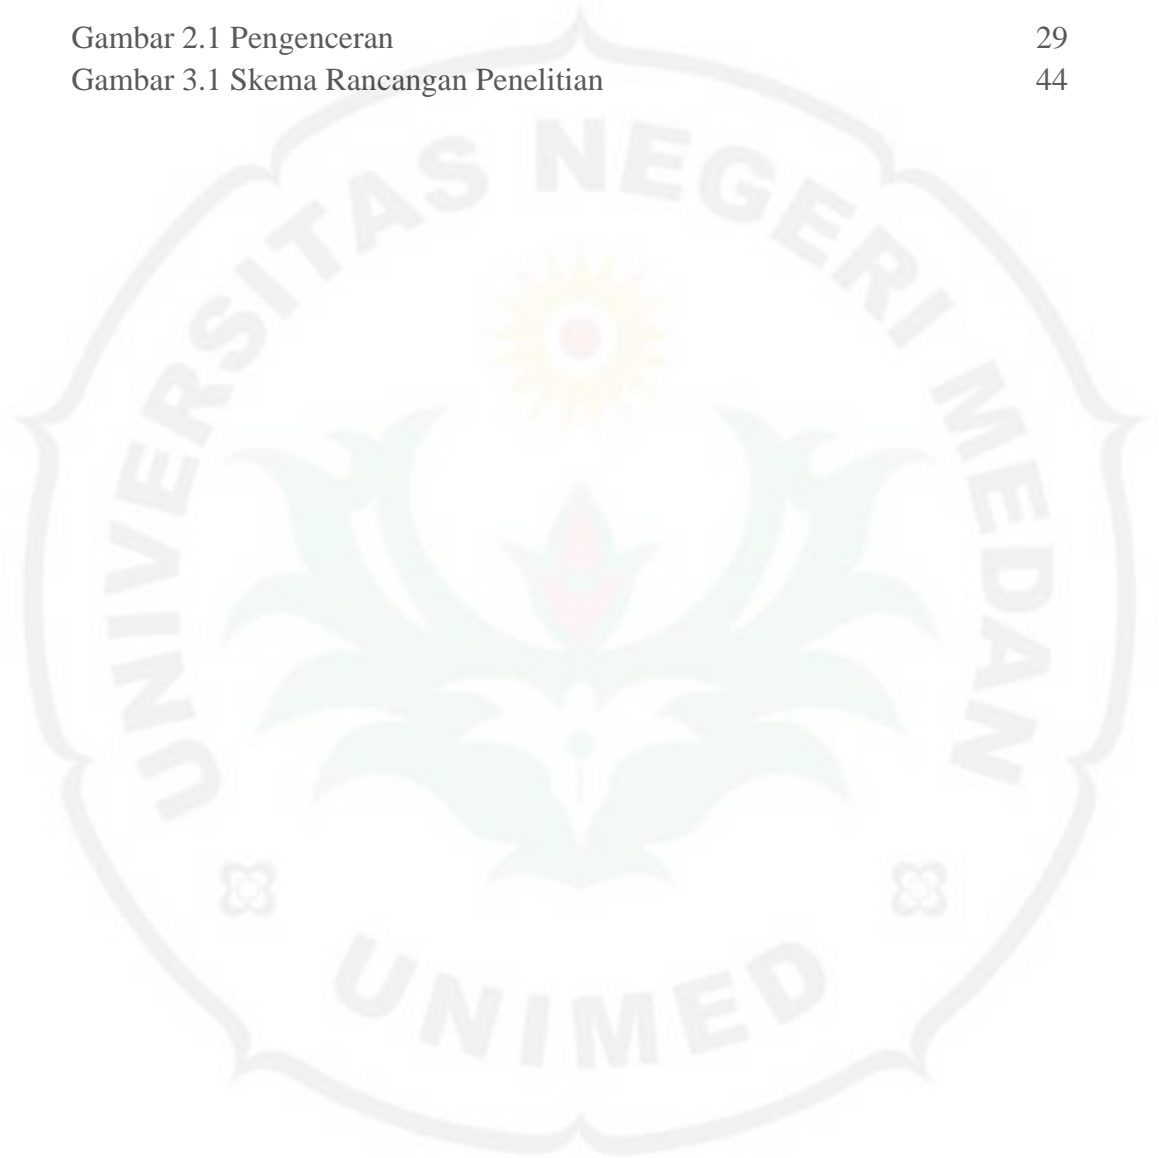 Gambar 2.1 Pengenceran 29
Gambar 3.1 Skema Rancangan Penelitian 44
UNIVERSITAS NEGERI MEDAN
UNIMED